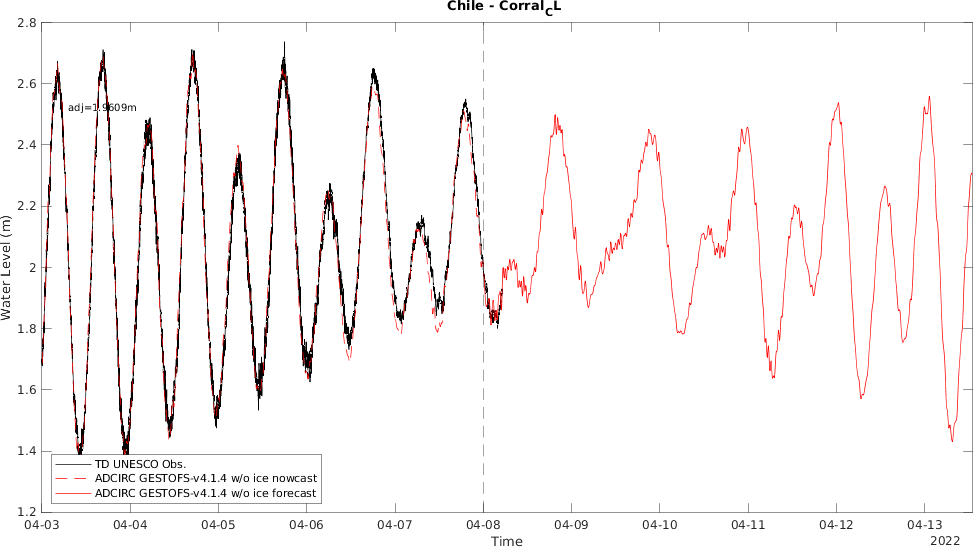 Chile - Corral_CL
2.8
2.6
2.4
2.2
2
1.8
1.6
1.4
1.2
Water Level (m)
adj=1.9609m
TD UNESCO Obs.
ADCIRC GESTOFS-v4.1.4 w/o ice nowcast
ADCIRC GESTOFS-v4.1.4 w/o ice forecast
04-03 04-04 04-05 04-06 04-07 04-08 04-09 04-10 04-11 04-12 04-13
Time
2022